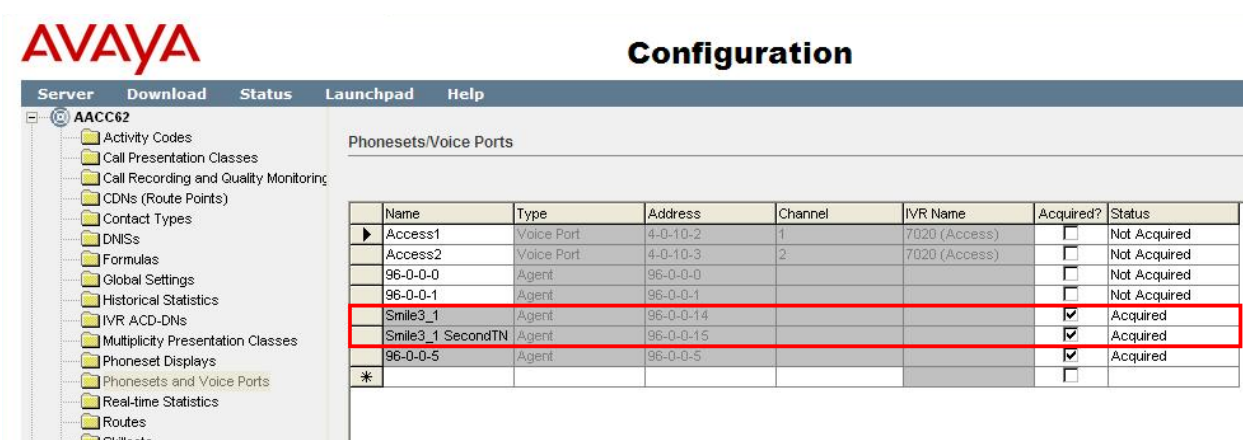 AVAYA
Configuration
Server Download Status Launchpad Help
AACC62
Activity Codes
Call Presentation Classes
Call Recording and Quality Monitoring
CDNs (Route Points)
Contact Types
DNISs
Formulas
Global Settings
Historical Statistics
IVR ACD-DNs
Multiplicity Presentation Classes
Phoneset Displays
Phonesets and Voice Ports
Real-time Statistics
Routes
Phonesets/Voice Ports
Name Type Address Channel IVR Name Acquired? Status
Access1 Voice Port 4-0-10-2 1 7020 (Access) Not Acquired
Access2 Voice Port 4-0-10-3 2 7020 (Access) Not Acquired
96-0-0-0 Agent 96-0-0-0 Not Acquired
96-0-0-1 Agent 96-0-0-1 Not Acquired
Smile3_1 Agent 96-0-0-14 Acquired
Smile3_1 SecondTN Agent 96-0-0-15 Acquired
96-0-0-5 Agent 96-0-0-5 Acquired